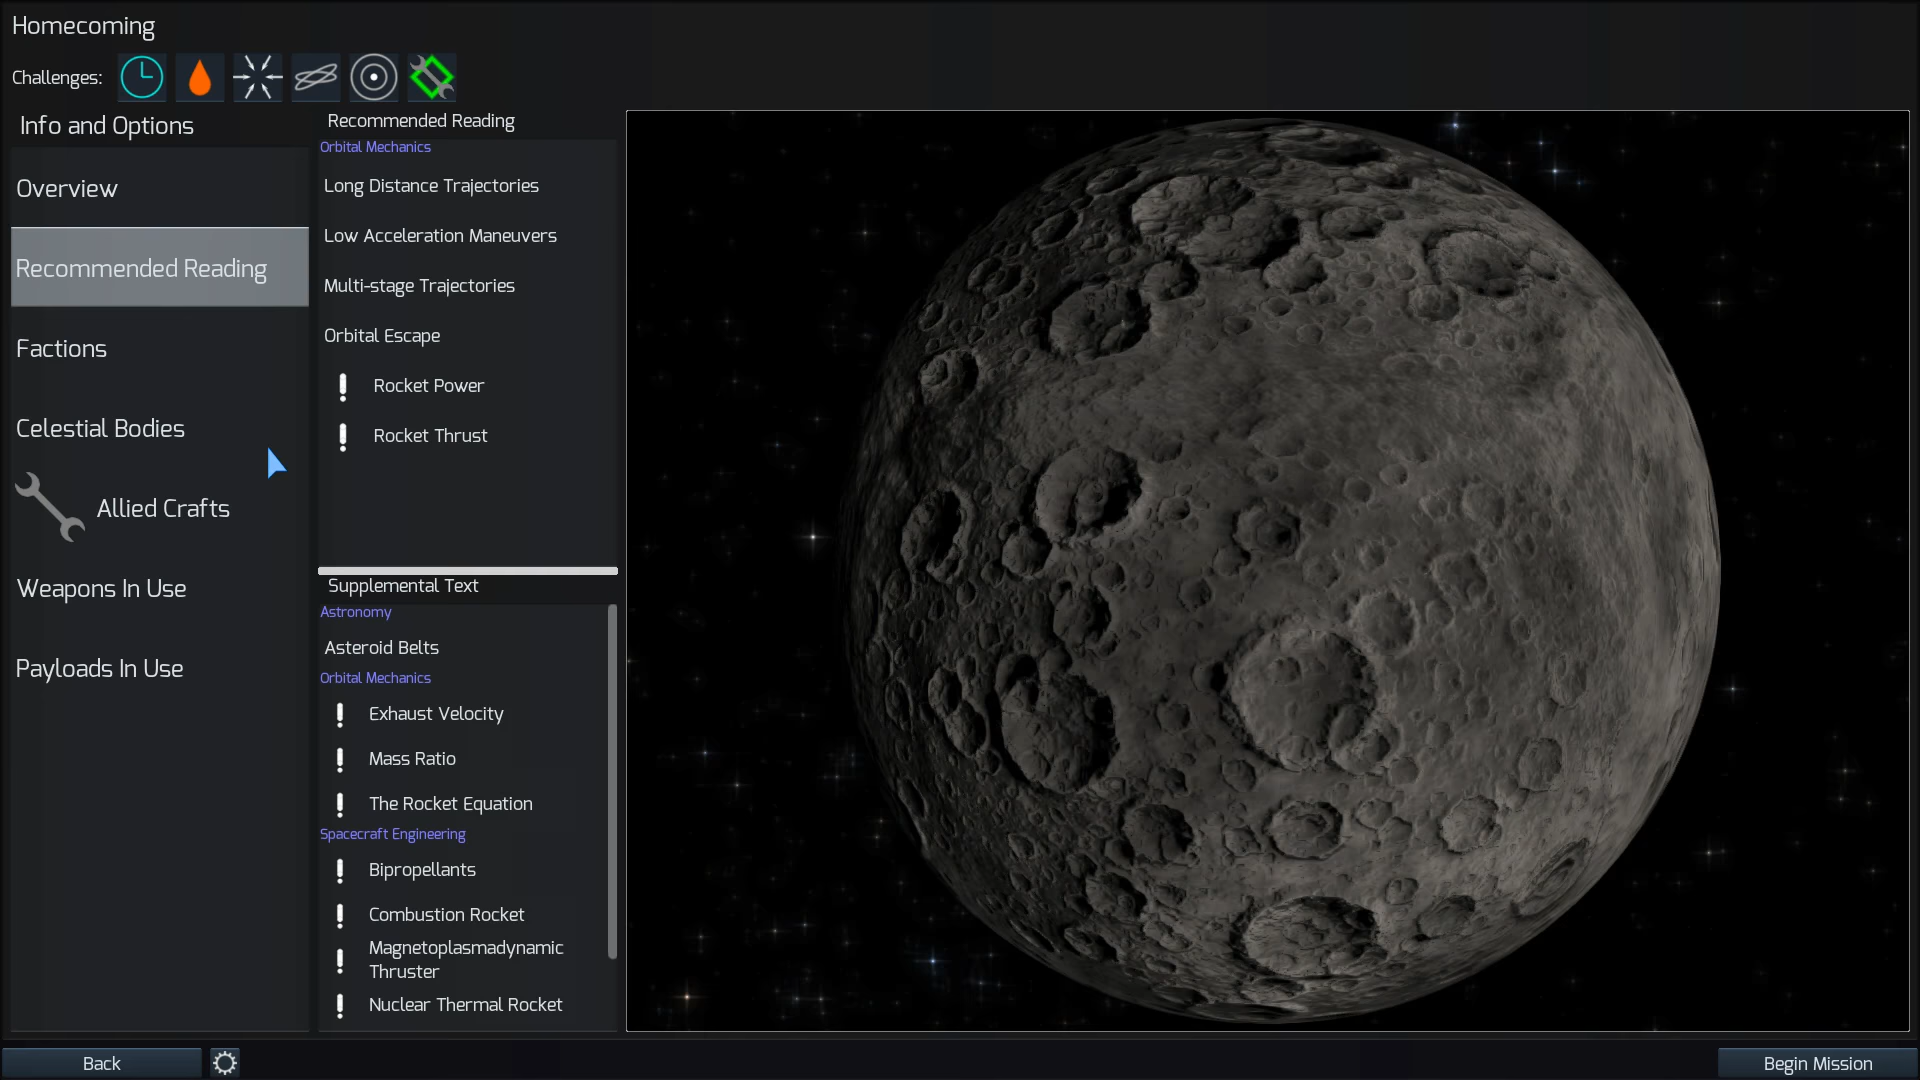 Homecoming
Challenges:
Info and Options
Overview
Recommended Reading
Factions
Celestial Bodies
Allied Crafts
Weapons In Use
Payloads In Use
Recommended Reading
Orbital Mechanics
Long Distance Trajectories
Low Acceleration Maneuvers
Multi-stage Trajectories
Orbital Escape
Rocket Power
Rocket Thrust
Supplemental Text
Astronomy
Asteroid Belts
Orbital Mechanics
Exhaust Velocity
Mass Ratio
The Rocket Equation
Spacecraft Engineering
Bipropellants
Combustion Rocket
Magnetoplasmadynamic
Thruster
Nuclear Thermal Rocket
Back
Begin Mission